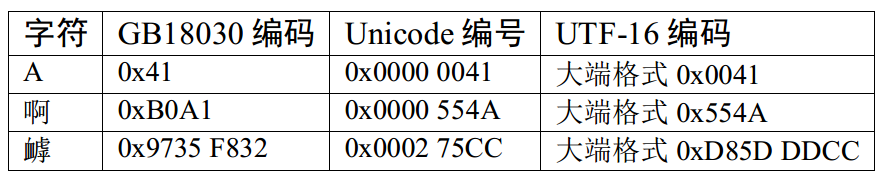 字符 GB18030 编码 Unicode 编号 UTF-16 编码
A 0x41 0x0000 0041 大端格式 0x0041
啊 0xB0A1 0x0000 554A 大端格式 0x554A
𧗌 0x9735 F832 0x0002 75CC 大端格式 0xD85D DDCC